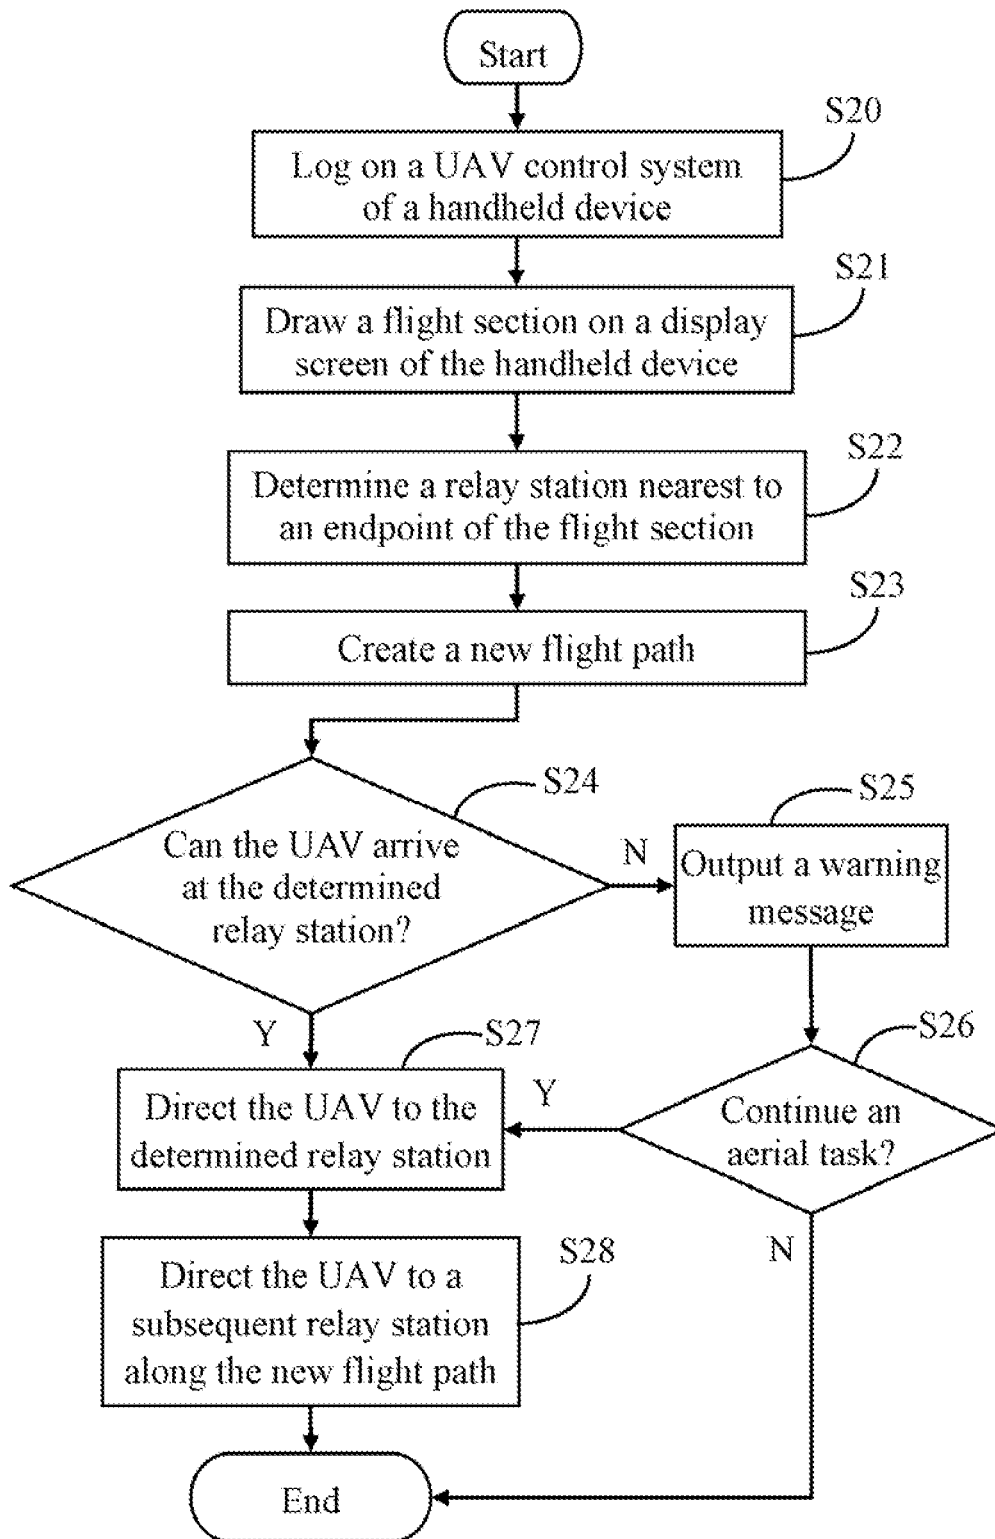 Start
S20
Log on a UAV control system
of a handheld device
S21
Draw a flight section on a display
screen of the handheld device
S22
Determine a relay station nearest to
an endpoint of the flight section
S23
Create a new flight path
S24
Can the UAV arrive
at the determined
relay station?
N
S25
Output a warning
message
Y
S27
Direct the UAV to the
determined relay station
Y
S26
Continue an
aerial task?
N
S28
Direct the UAV to a
subsequent relay station
along the new flight path
End